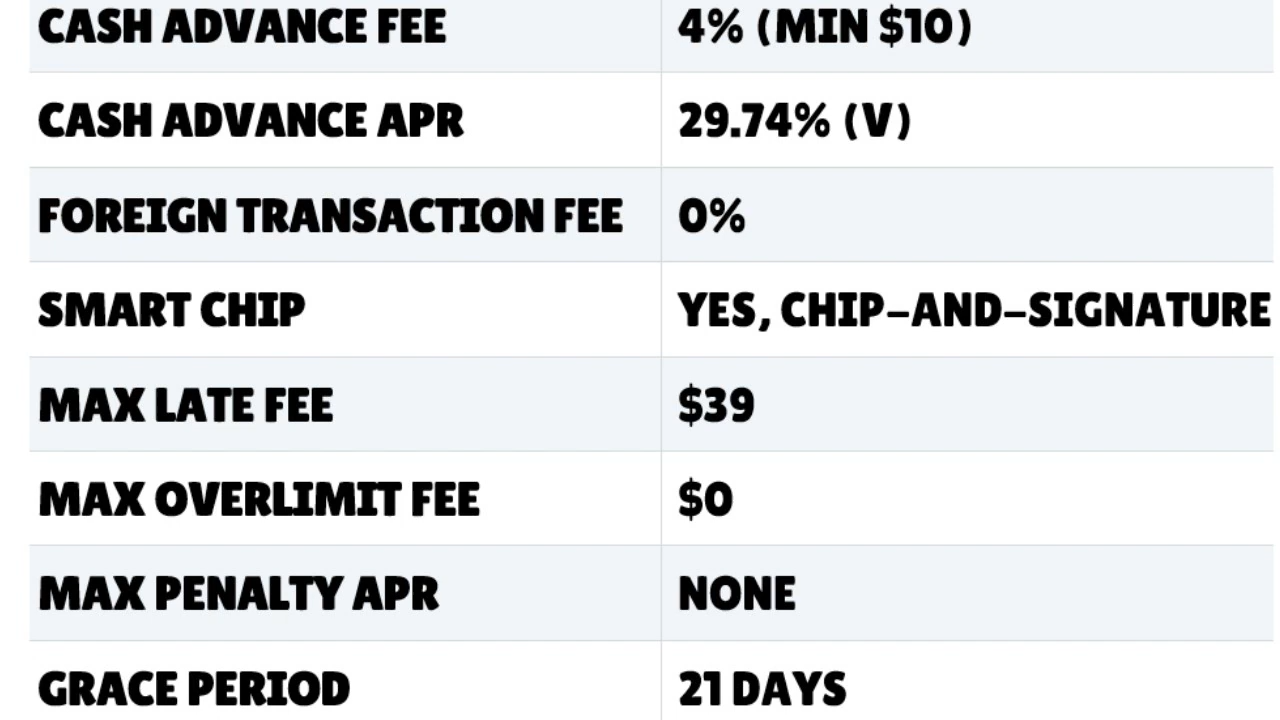 CASH ADVANCE FEE 4% (MIN $10)
CASH ADVANCE APR 29.74% (V)
FOREIGN TRANSACTION FEE 0%
SMART CHIP YES, CHIP-AND-SIGNATURE
MAX LATE FEE $39
MAX OVERLIMIT FEE $0
MAX PENALTY APR NONE
GRACE PERIOD 21 DAYS